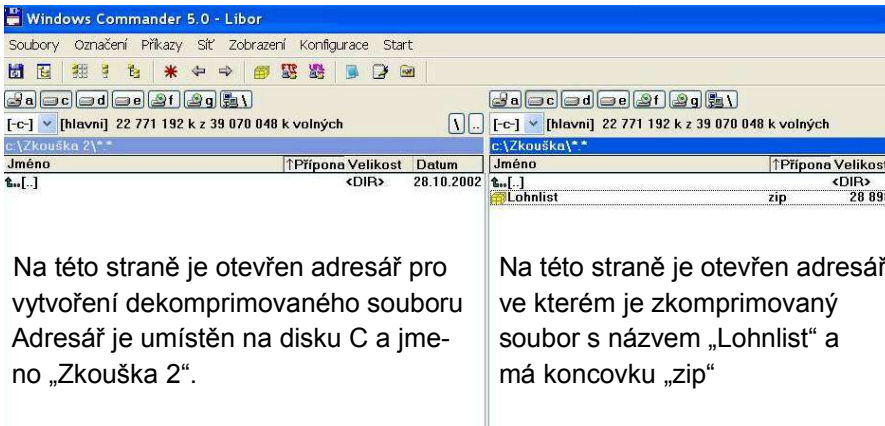 Windows Commander 5.0 - Libor
Soubory Označení Příkazy Síť Zobrazení Konfigurace Start
a c d e f g \
[-c-] [hlavni] 22 771 192 k z 39 070 048 k volných \ ..
c:\Zkouška 2\*.*
Jméno ↑Přípona Velikost Datum
[..] <DIR> 28.10.2002
Na této straně je otevřen adresář pro
vytvoření dekomprimovaného souboru
Adresář je umístěn na disku C a jme-
no „Zkouška 2“.
a c d e f g \
[-c-] [hlavni] 22 771 192 k z 39 070 048 k volných
c:\Zkouška\*.*
Jméno ↑Přípona Velikost
[..] <DIR>
Lohnlist zip 28 89
Na této straně je otevřen adresář
ve kterém je zkomprimovaný
soubor s názvem „Lohnlist“ a
má koncovku „zip“